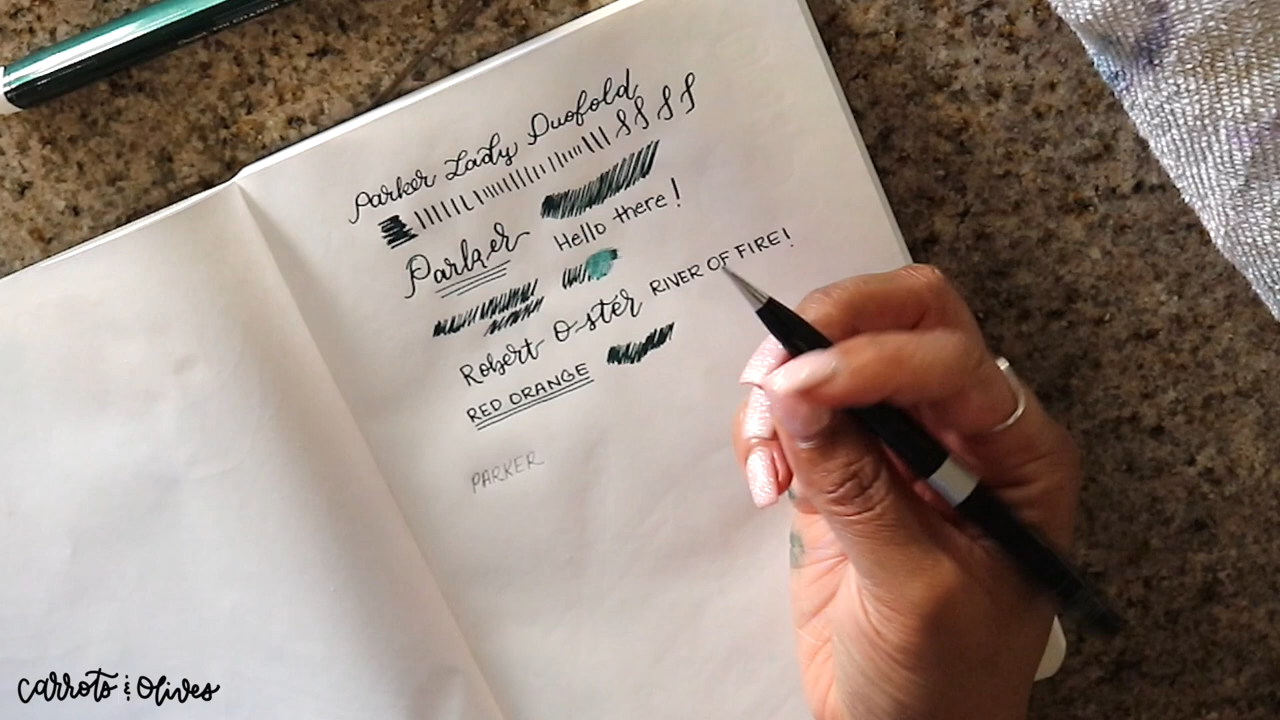 Parker Lady Duofold
Parker Hello there!
Robert Oster RIVER OF FIRE!
RED ORANGE
PARKER
carrots & Olives